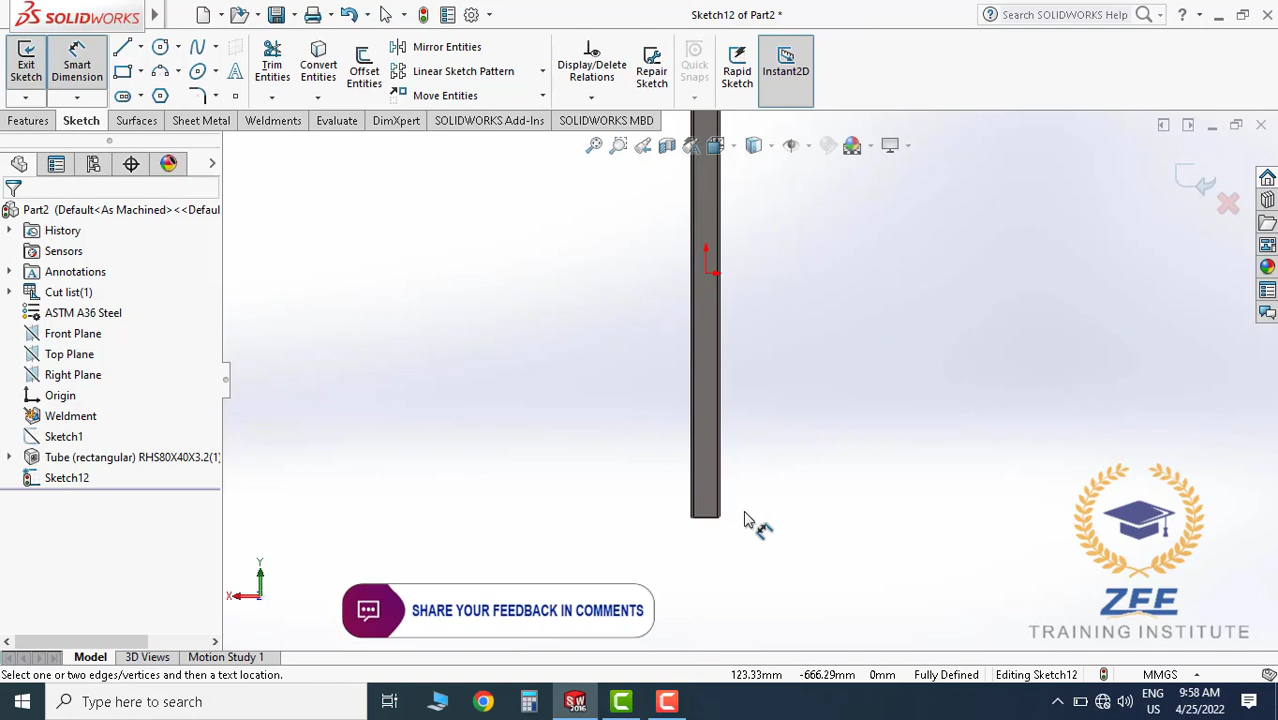 SOLIDWORKS
Sketch12 of Part2 *
Search SOLIDWORKS Help
?
Exit Sketch
Smart Dimension
Trim Entities
Convert Entities
Offset Entities
Mirror Entities
Linear Sketch Pattern
Move Entities
Display/Delete Relations
Repair Sketch
Quick Snaps
Rapid Sketch
Instant2D
Features Sketch Surfaces Sheet Metal Weldments Evaluate DimXpert SOLIDWORKS Add-Ins SOLIDWORKS MBD
Part2 (Default<As Machined><<Defaul
History
Sensors
Annotations
Cut list(1)
ASTM A36 Steel
Front Plane
Top Plane
Right Plane
Origin
Weldment
Sketch1
Tube (rectangular) RHS80X40X3.2(1)
Sketch12
Y
X
Z
SHARE YOUR FEEDBACK IN COMMENTS
ZFE
TRAINING INSTITUTE
Model 3D Views Motion Study 1
Select one or two edges/vertices and then a text location.
123.33mm -666.29mm 0mm Fully Defined Editing Sketch12 MMGS
Type here to search
SW
2016
ENG
US
9:58 AM
4/25/2022